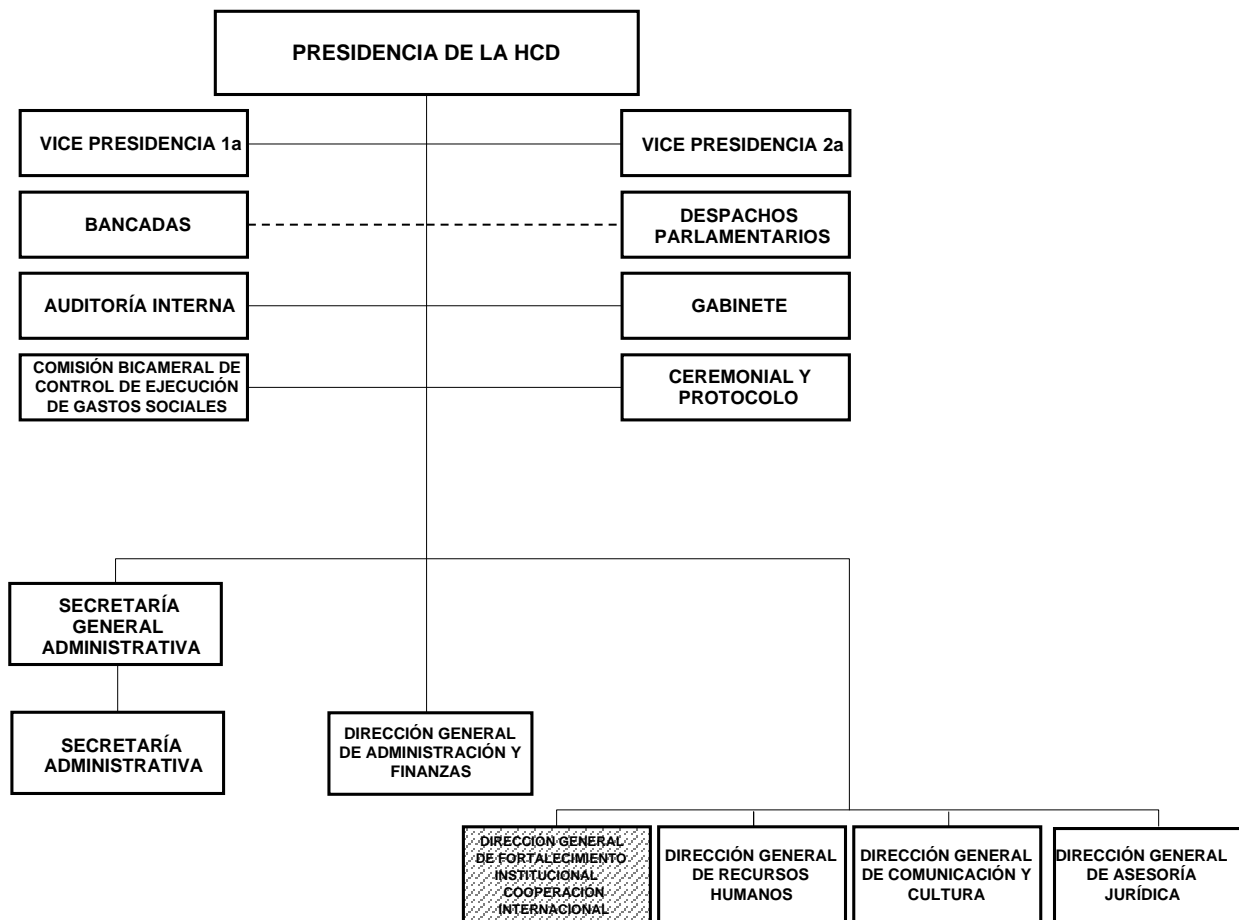 PRESIDENCIA DE LA HCD
VICE PRESIDENCIA 1a
VICE PRESIDENCIA 2a
BANCADAS
DESPACHOS
PARLAMENTARIOS
AUDITORÍA INTERNA
GABINETE
COMISIÓN BICAMERAL DE
CONTROL DE EJECUCIÓN
DE GASTOS SOCIALES
CEREMONIAL Y
PROTOCOLO
SECRETARÍA
GENERAL
ADMINISTRATIVA
SECRETARÍA
ADMINISTRATIVA
DIRECCIÓN GENERAL
DE ADMINISTRACIÓN Y
FINANZAS
DIRECCIÓN GENERAL
DE FORTALECIMIENTO
INSTITUCIONAL
COOPERACIÓN
INTERNACIONAL
DIRECCIÓN GENERAL
DE RECURSOS
HUMANOS
DIRECCIÓN GENERAL
DE COMUNICACIÓN Y
CULTURA
DIRECCIÓN GENERAL
DE ASESORÍA
JURÍDICA